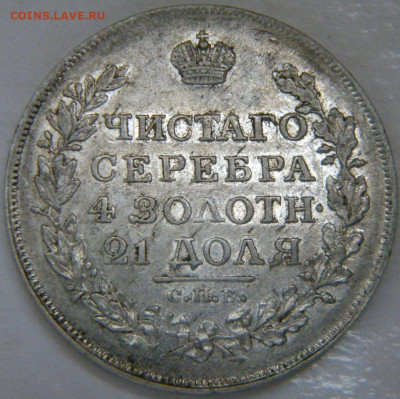 COINS.LAVE.RU
ЧИСТАГО
СЕРЕБРА
4 ЗОЛОТН·
21 ДОЛЯ
С.П.Б.